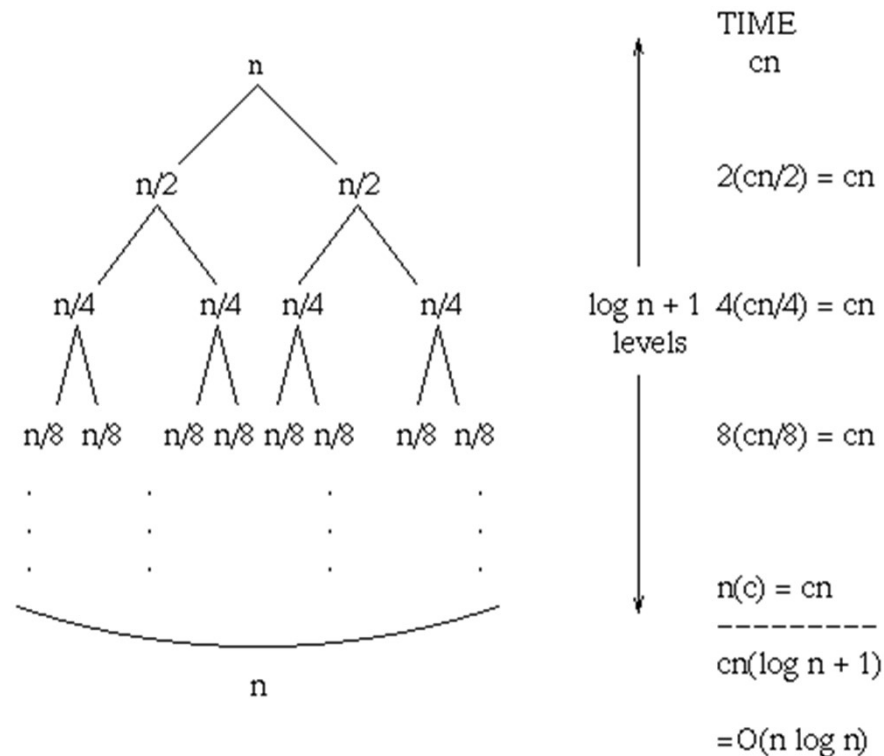 TIME
n cn
n/2 n/2 2(cn/2) = cn
n/4 n/4 n/4 n/4 log n + 1 4(cn/4) = cn
levels
n/8 n/8 n/8 n/8 n/8 n/8 n/8 n/8 8(cn/8) = cn
. . . .
. . . .
. . . .
n(c) = cn
---------
cn(log n + 1)
n
=O(n log n)